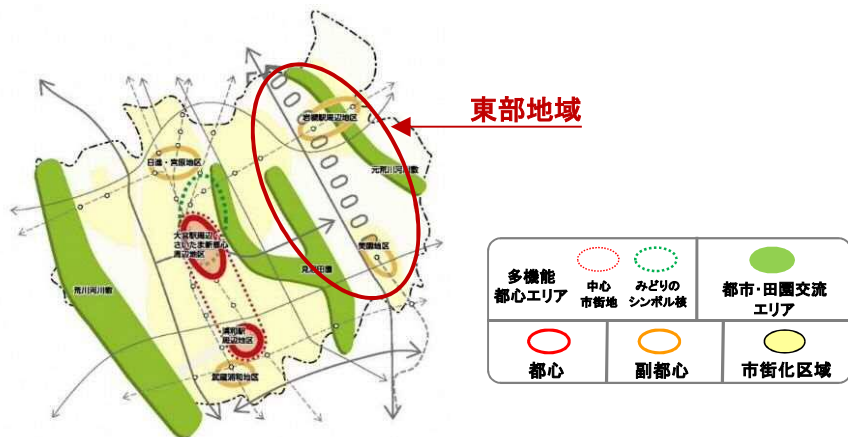 東部地域
岩槻駅周辺地区
日進・宮原地区
元荒川河川敷
大宮駅周辺
さいたま新都心
周辺地区
美園地区
見沼田圃
荒川河川敷
浦和駅
周辺地区
武蔵浦和地区
多機能
都心エリア
中心
市街地
みどりの
シンボル核
都市・田園交流
エリア
都心
副都心
市街化区域